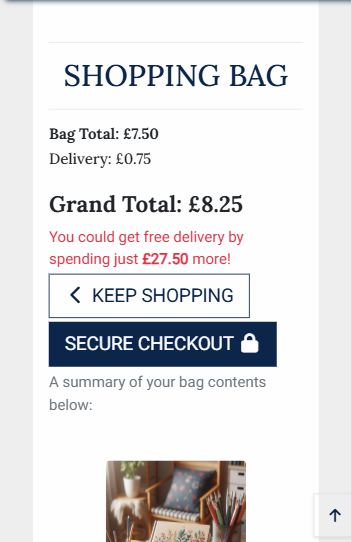 SHOPPING BAG
Bag Total: £7.50
Delivery: £0.75
Grand Total: £8.25
You could get free delivery by
spending just £27.50 more!
KEEP SHOPPING
SECURE CHECKOUT
A summary of your bag contents
below: